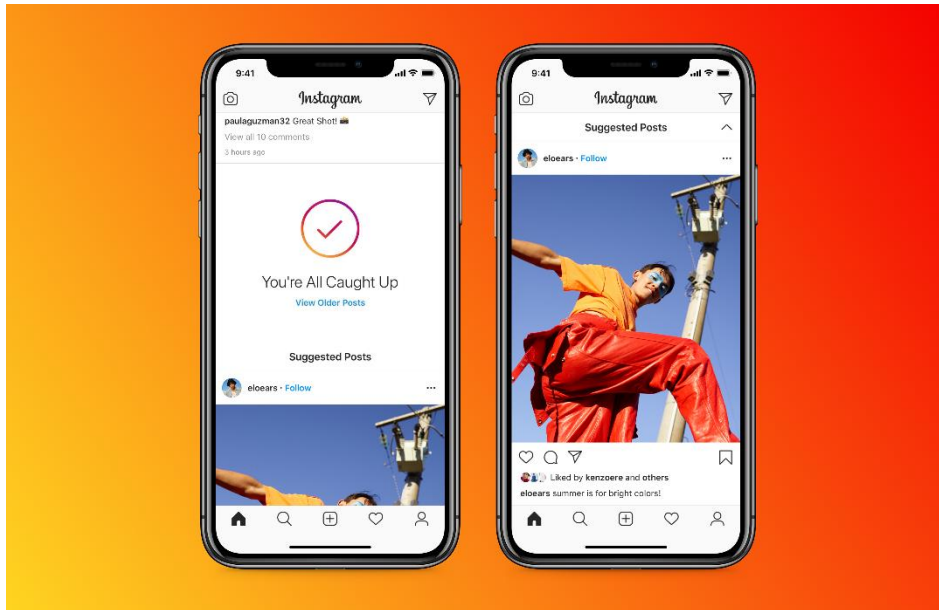 9:41
Instagram
paulaguzman32 Great Shot! 📸
View all 10 comments
3 hours ago
You're All Caught Up
View Older Posts
Suggested Posts
eloears · Follow
9:41
Instagram
Suggested Posts
eloears · Follow
Liked by kenzoere and others
eloears summer is for bright colors!